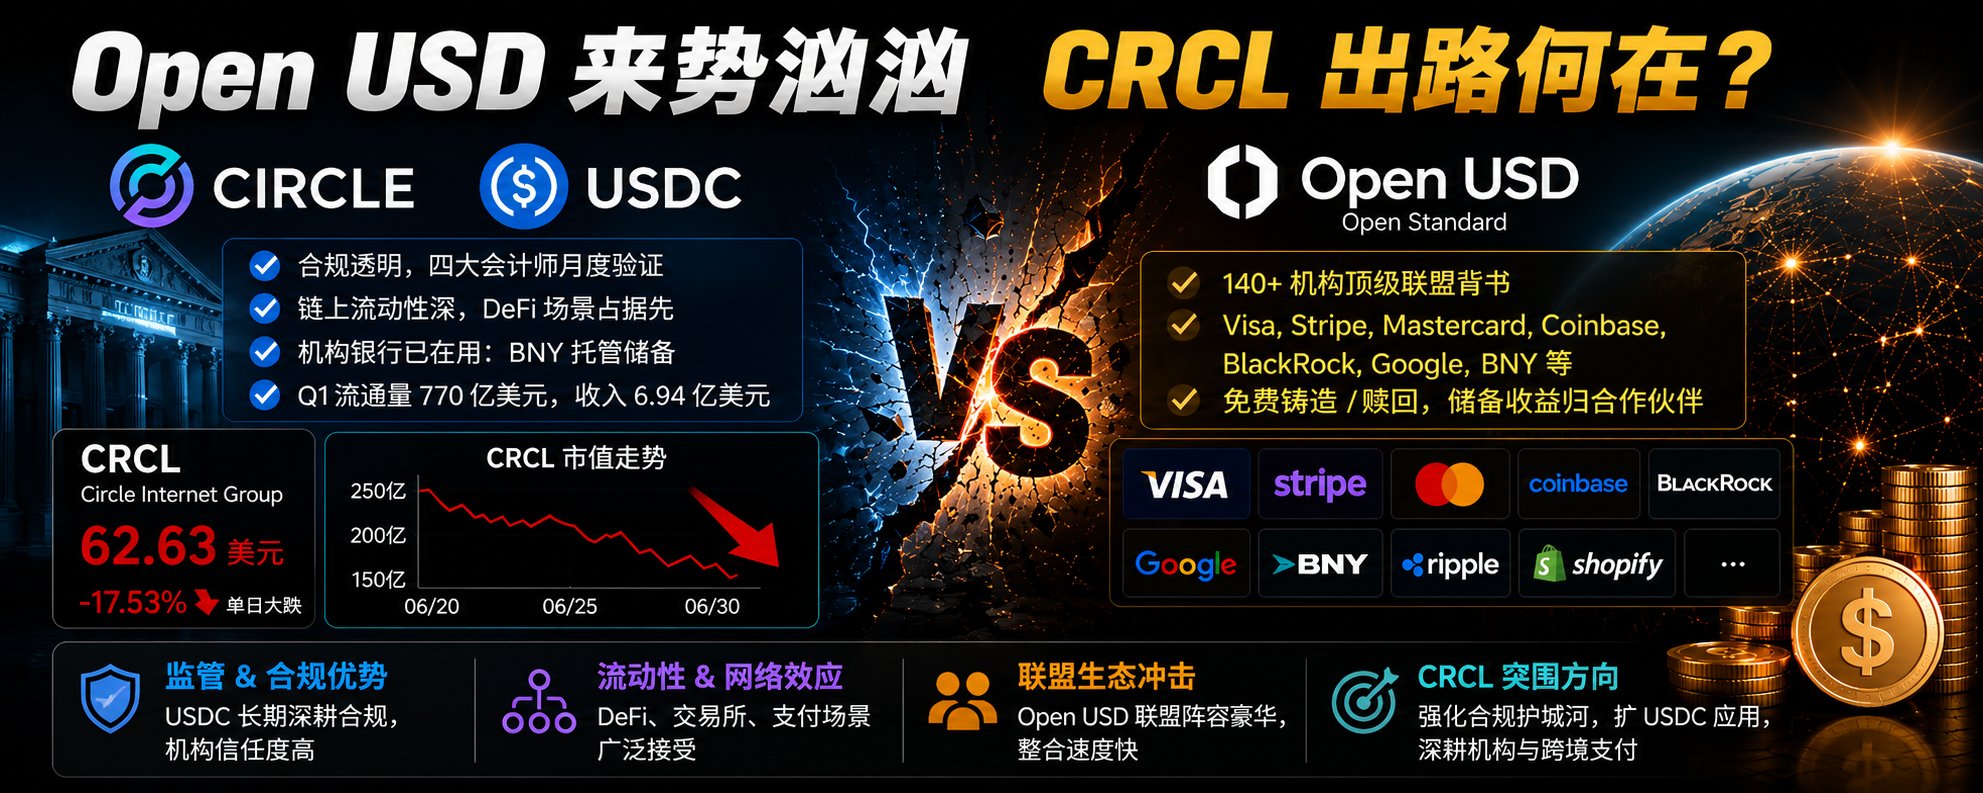 Open USD 来势汹汹 CRCL 出路何在?
CIRCLE USDC
合规透明，四大会计师月度验证
链上流动性深，DeFi 场景占据先
机构银行已在用：BNY 托管储备
Q1 流通量 770 亿美元，收入 6.94 亿美元
CRCL
Circle Internet Group
62.63 美元
-17.53% 单日大跌
CRCL 市值走势
250亿
200亿
150亿
06/20 06/25 06/30
VS
Open USD
Open Standard
140+ 机构顶级联盟背书
Visa, Stripe, Mastercard, Coinbase,
BlackRock, Google, BNY 等
免费铸造 / 赎回，储备收益归合作伙伴
VISA stripe coinbase BLACKROCK
Google BNY ripple shopify ...
监管 & 合规优势
USDC 长期深耕合规，
机构信任度高
流动性 & 网络效应
DeFi、交易所、支付场景
广泛接受
联盟生态冲击
Open USD 联盟阵容豪华，
整合速度快
CRCL 突围方向
强化合规护城河，扩 USDC 应用，
深耕机构与跨境支付